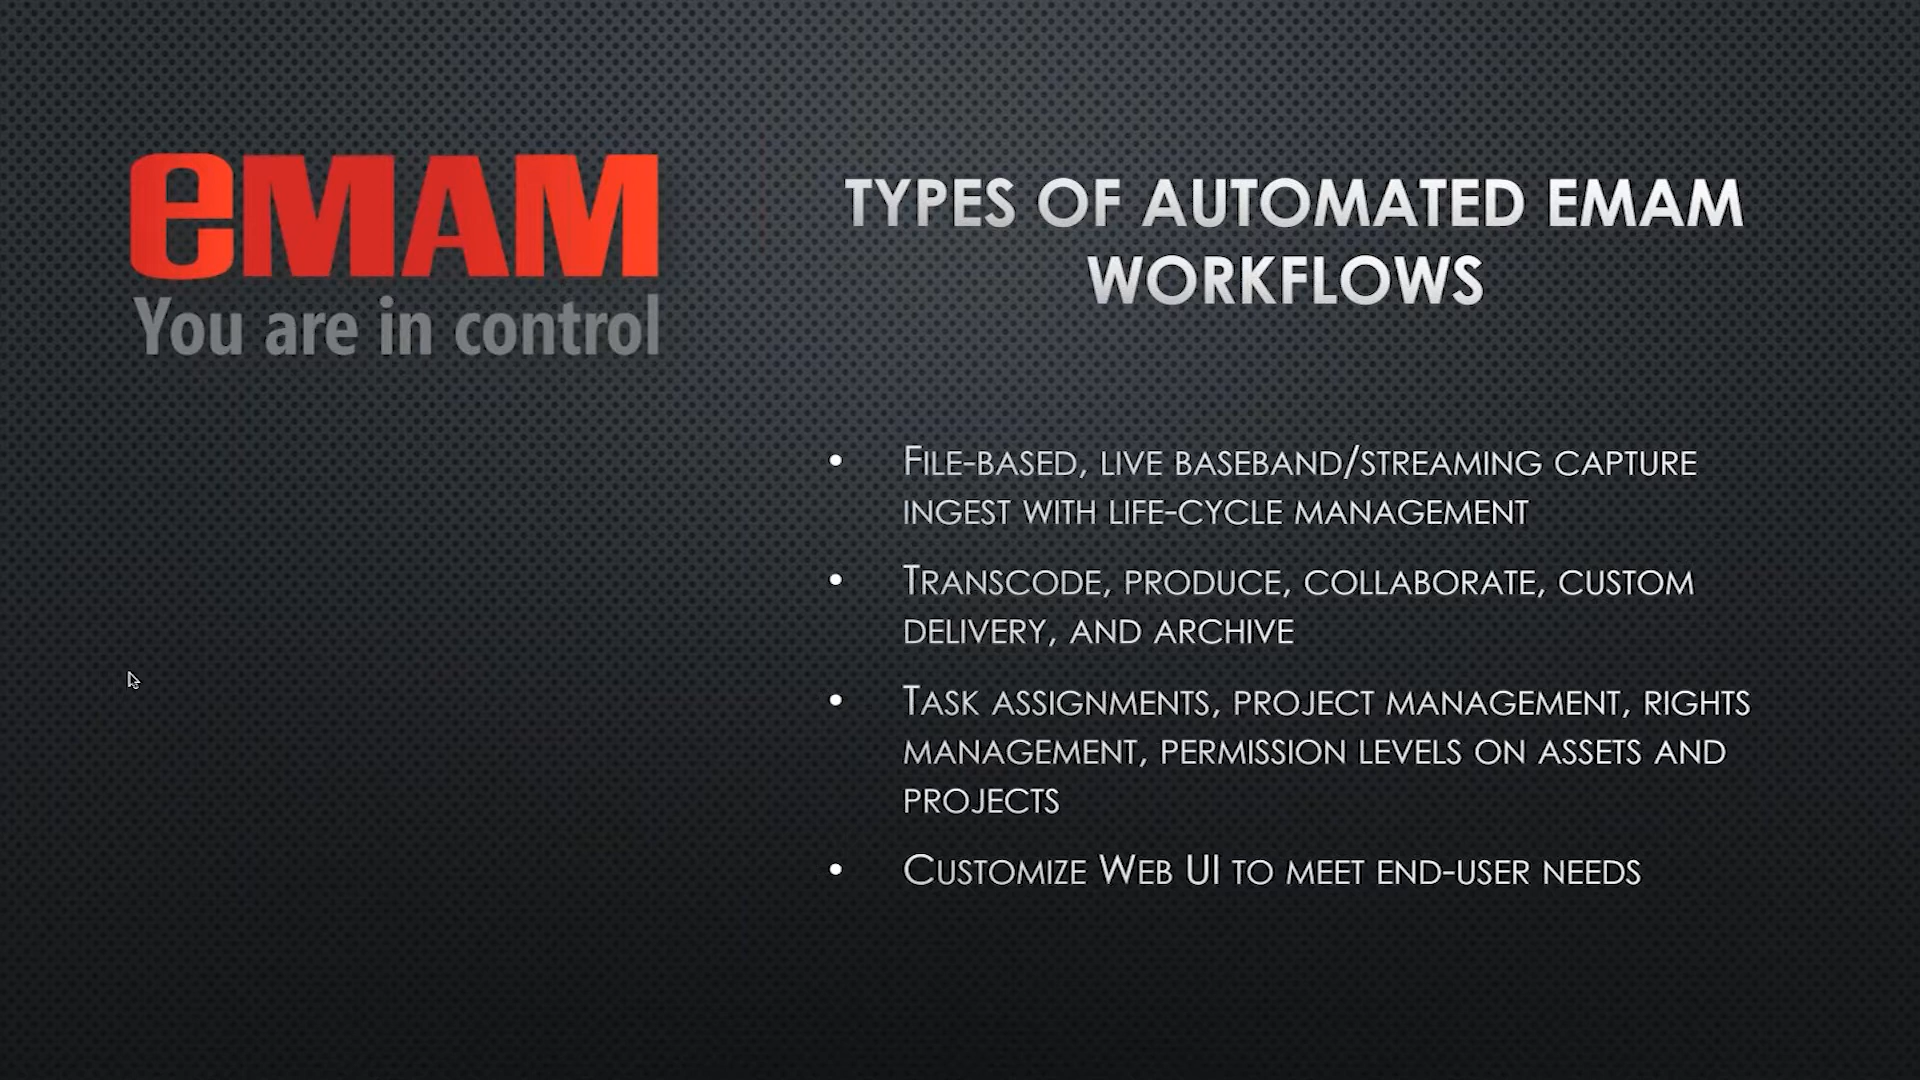 eMAM
You are in control
TYPES OF AUTOMATED EMAM
WORKFLOWS
• FILE-BASED, LIVE BASEBAND/STREAMING CAPTURE
INGEST WITH LIFE-CYCLE MANAGEMENT
• TRANSCODE, PRODUCE, COLLABORATE, CUSTOM
DELIVERY, AND ARCHIVE
• TASK ASSIGNMENTS, PROJECT MANAGEMENT, RIGHTS
MANAGEMENT, PERMISSION LEVELS ON ASSETS AND
PROJECTS
• CUSTOMIZE WEB UI TO MEET END-USER NEEDS